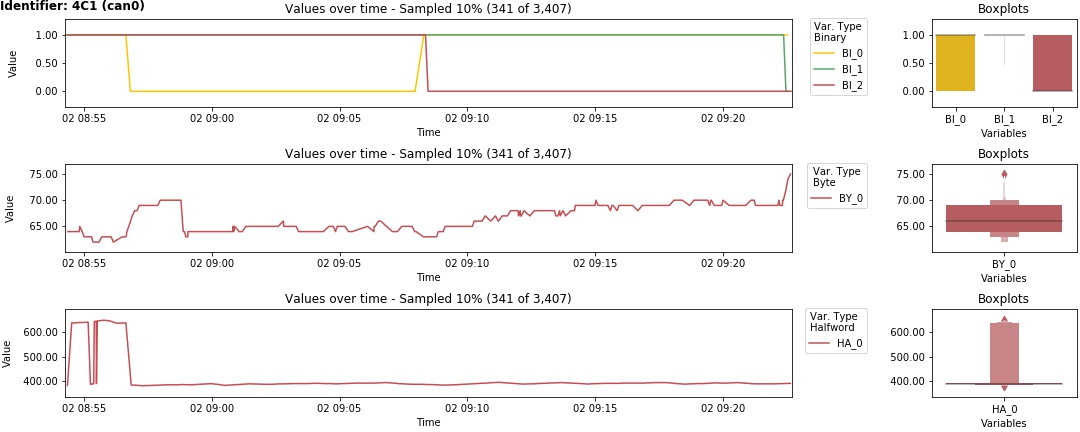 Identifier: 4C1 (can0)
Values over time - Sampled 10% (341 of 3,407)
Value
1.00
0.50
0.00
02 08:55 02 09:00 02 09:05 02 09:10 02 09:15 02 09:20
Time
Var. Type
Binary
BI_0
BI_1
BI_2
Boxplots
1.00
0.50
0.00
BI_0 BI_1 BI_2
Variables
Values over time - Sampled 10% (341 of 3,407)
Value
75.00
70.00
65.00
02 08:55 02 09:00 02 09:05 02 09:10 02 09:15 02 09:20
Time
Var. Type
Byte
BY_0
Boxplots
75.00
70.00
65.00
BY_0
Variables
Values over time - Sampled 10% (341 of 3,407)
Value
600.00
500.00
400.00
02 08:55 02 09:00 02 09:05 02 09:10 02 09:15 02 09:20
Time
Var. Type
Halfword
HA_0
Boxplots
600.00
500.00
400.00
HA_0
Variables